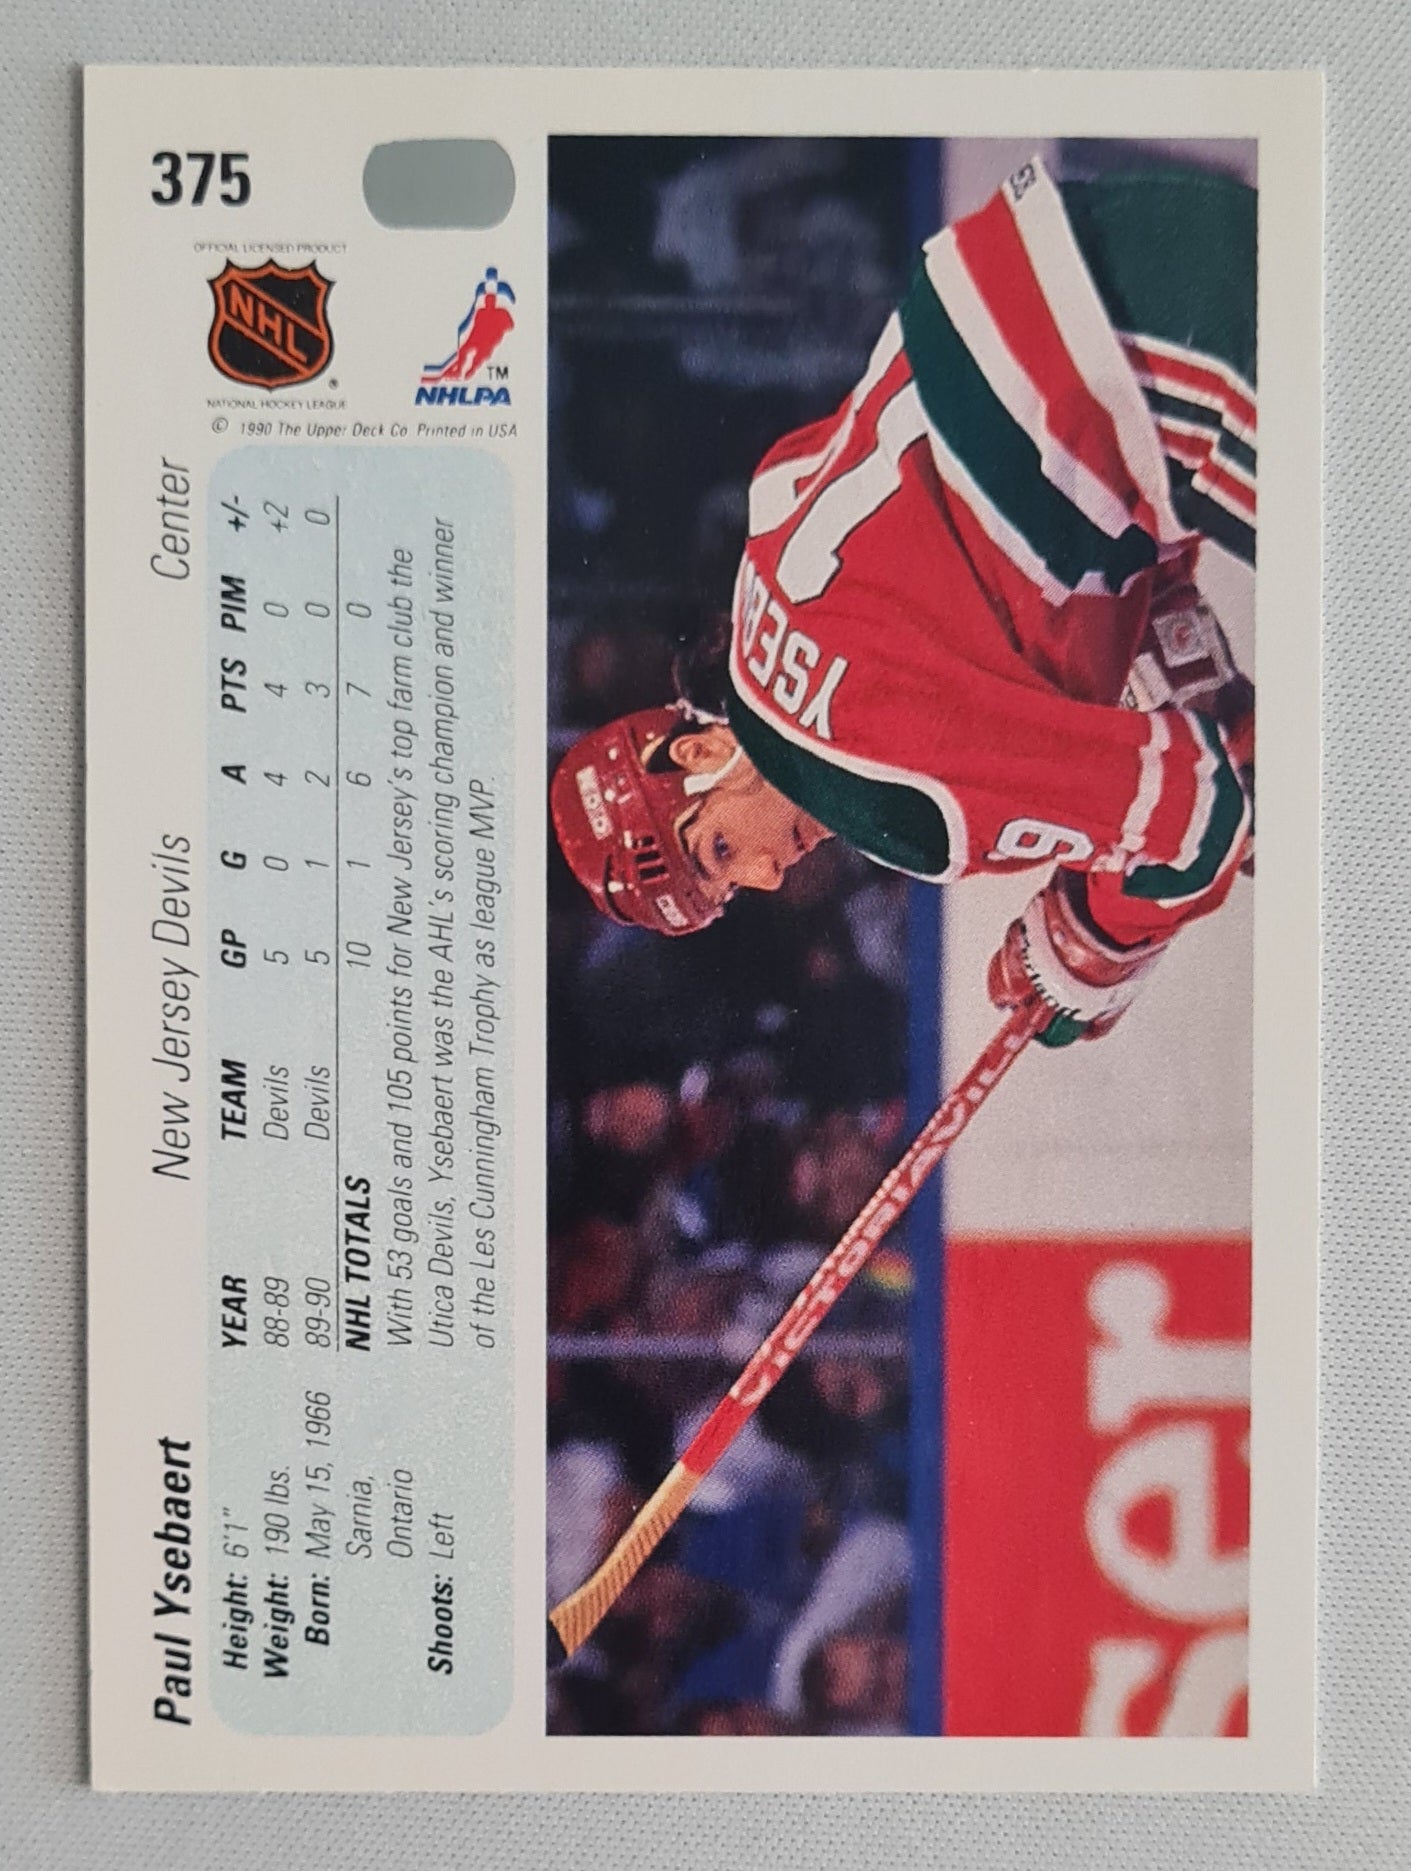 Paul Ysebaert New Jersey Devils Center 375
Height: 6'1"
Weight: 190 lbs.
Born: May 15, 1966
Sarnia,
Ontario
Shoots: Left
YEAR TEAM GP G A PTS PIM +/-
88-89 Devils 5 0 4 4 0 +2
89-90 Devils 5 1 2 3 0 0
NHL TOTALS 10 1 6 7 0
With 53 goals and 105 points for New Jersey's top farm club the
Utica Devils, Ysebaert was the AHL's scoring champion and winner
of the Les Cunningham Trophy as league MVP.
OFFICIAL LICENSED PRODUCT
NHL
®
NATIONAL HOCKEY LEAGUE
TM
NHLPA
© 1990 The Upper Deck Co. Printed in USA
YSEB
VICTORIAVILL
ser